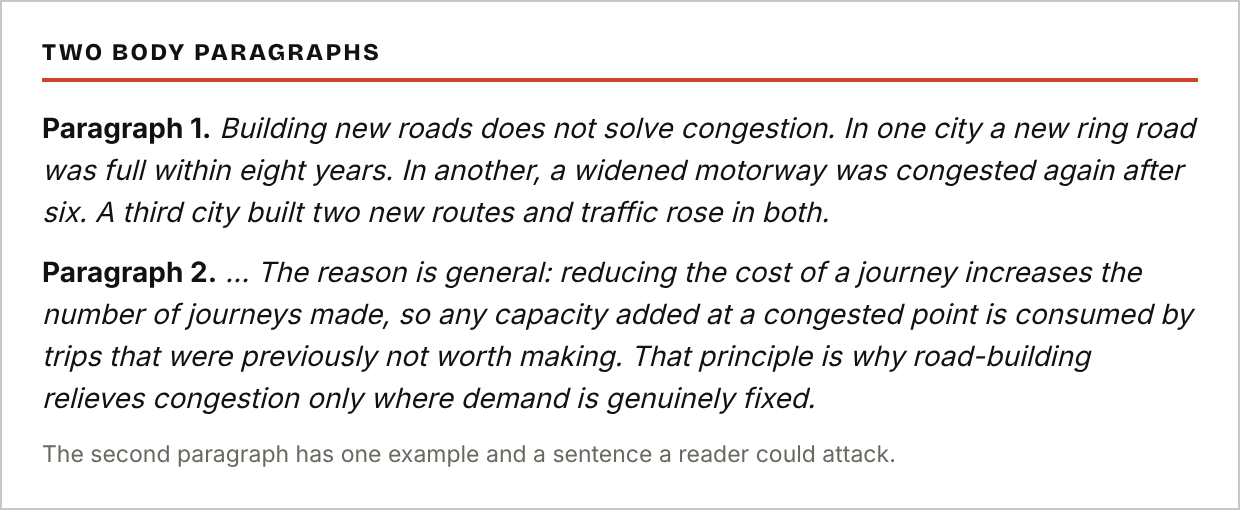 TWO BODY PARAGRAPHS
Paragraph 1. Building new roads does not solve congestion. In one city a new ring road
was full within eight years. In another, a widened motorway was congested again after
six. A third city built two new routes and traffic rose in both.
Paragraph 2. … The reason is general: reducing the cost of a journey increases the
number of journeys made, so any capacity added at a congested point is consumed by
trips that were previously not worth making. That principle is why road-building
relieves congestion only where demand is genuinely fixed.
The second paragraph has one example and a sentence a reader could attack.